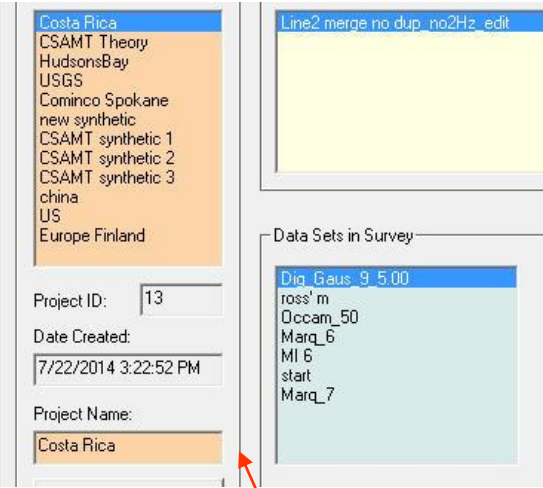 Costa Rica
CSAMT Theory
HudsonsBay
USGS
Cominco Spokane
new synthetic
CSAMT synthetic 1
CSAMT synthetic 2
CSAMT synthetic 3
china
US
Europe Finland
Project ID: 13
Date Created:
7/22/2014 3:22:52 PM
Project Name:
Costa Rica
Line2 merge no dup_no2Hz_edit
Data Sets in Survey
Dig_Gaus_9_5.00
ross' m
Occam_50
Marq_6
MI 6
start
Marq_7